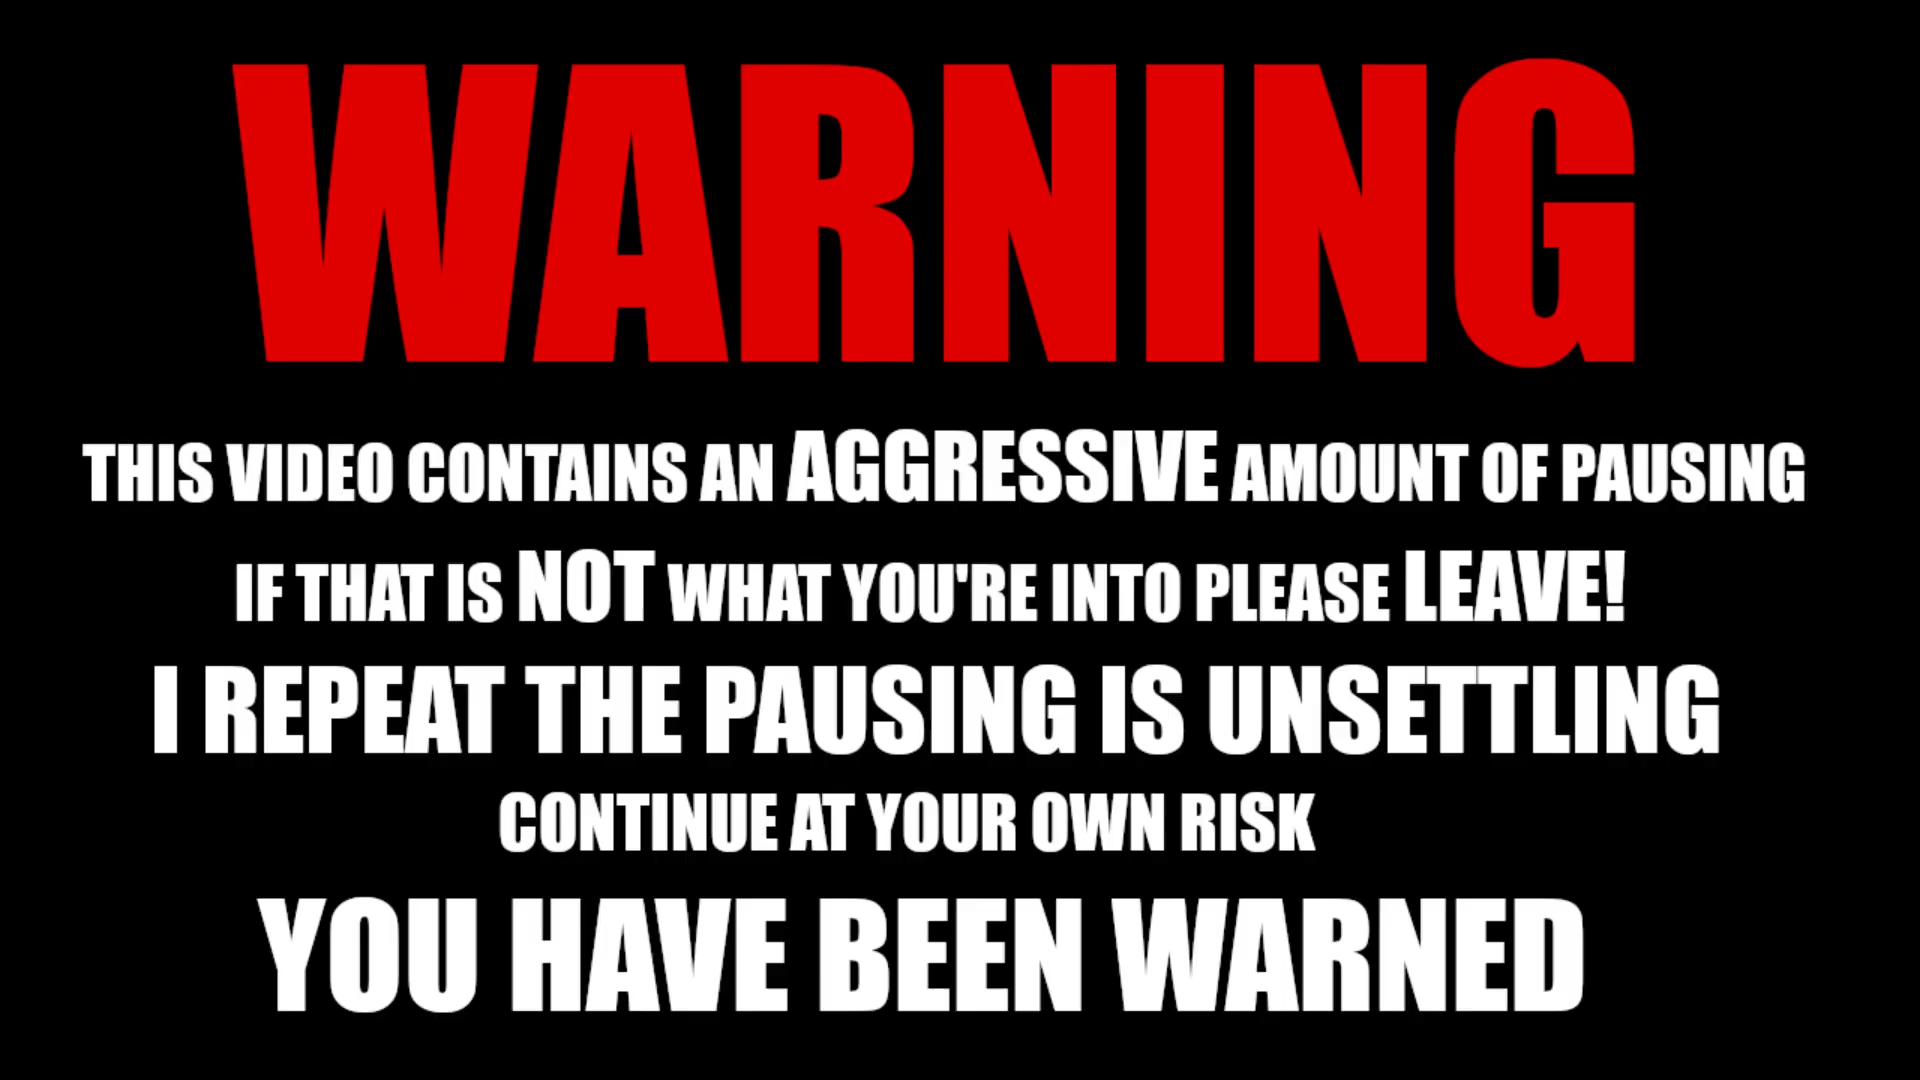 WARNING
THIS VIDEO CONTAINS AN AGGRESSIVE AMOUNT OF PAUSING
IF THAT IS NOT WHAT YOU'RE INTO PLEASE LEAVE!
I REPEAT THE PAUSING IS UNSETTLING
CONTINUE AT YOUR OWN RISK
YOU HAVE BEEN WARNED